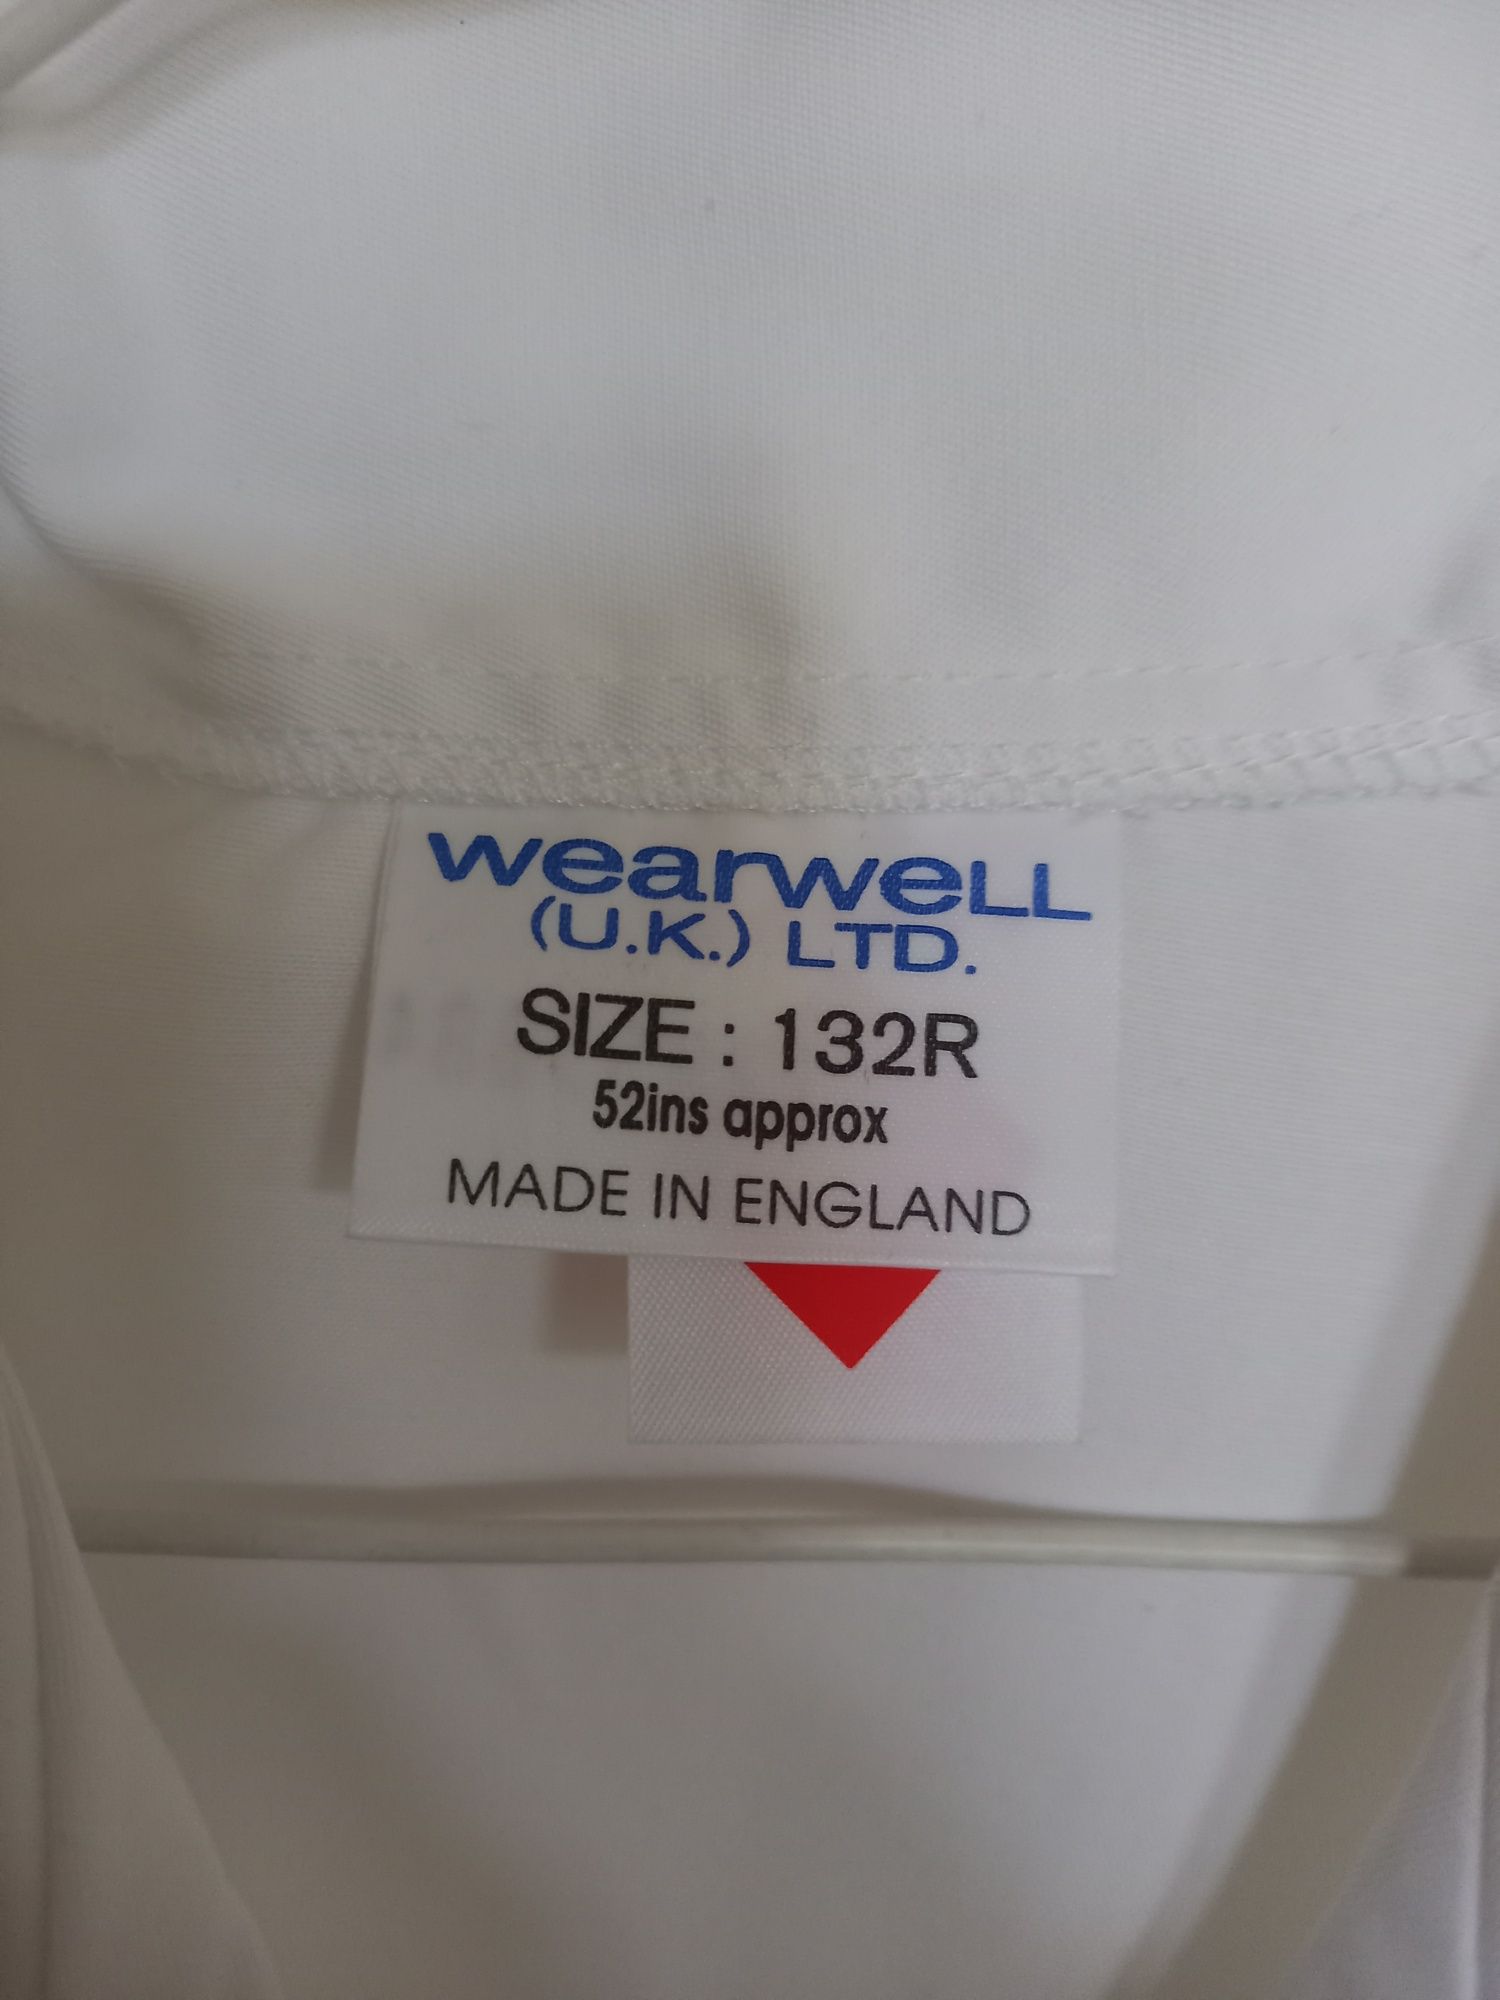 wearwell
(U.K.) LTD.
SIZE : 132R
52ins approx
MADE IN ENGLAND